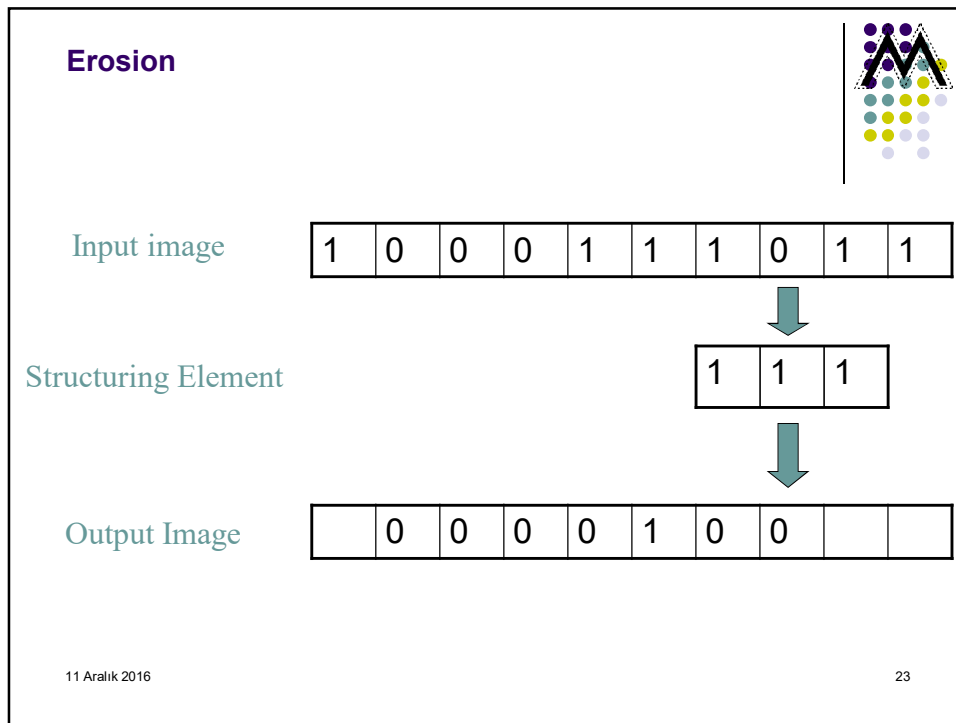 Erosion
Input image 1 0 0 0 1 1 1 0 1 1
Structuring Element 1 1 1
Output Image 0 0 0 0 1 0 0
11 Aralık 2016 23